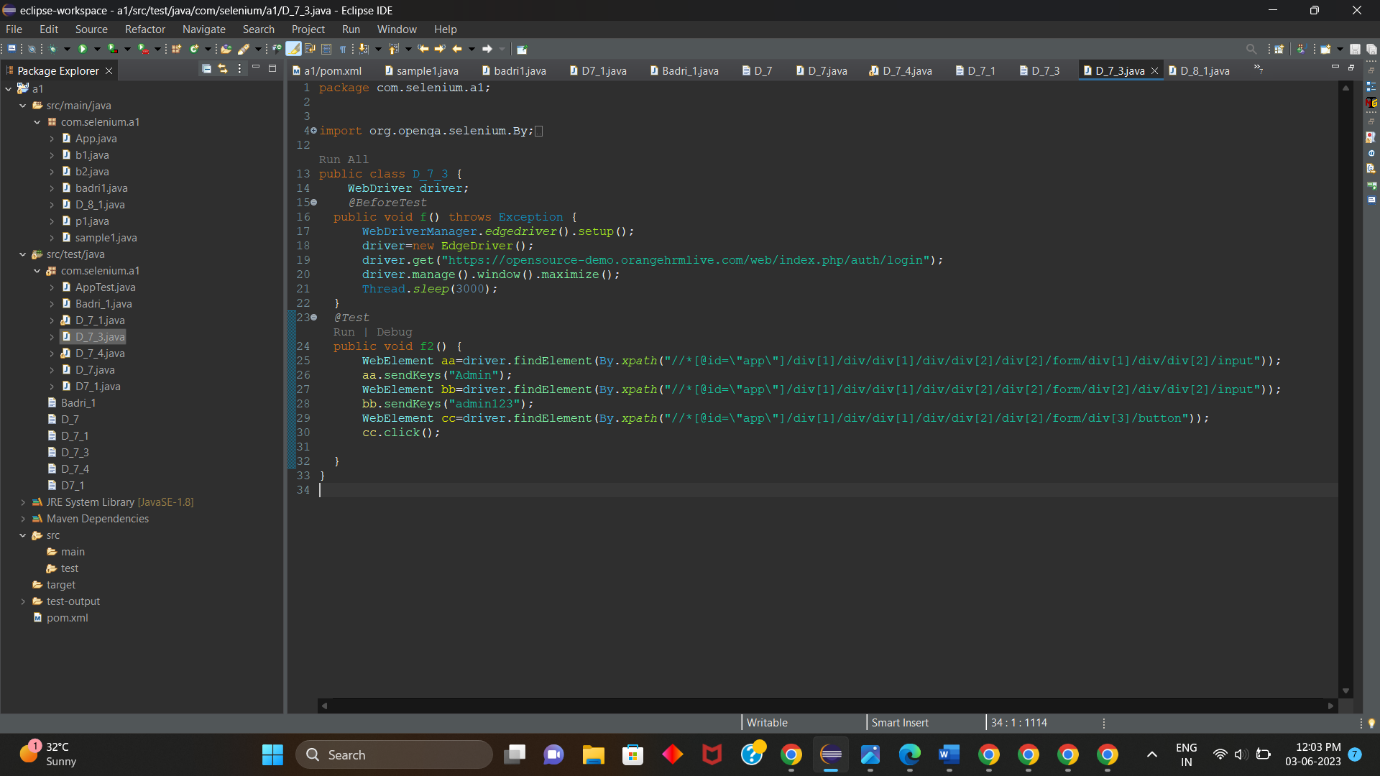 eclipse-workspace - a1/src/test/java/com/selenium/a1/D_7_3.java - Eclipse IDE
File Edit Source Refactor Navigate Search Project Run Window Help
Package Explorer
a1
src/main/java
com.selenium.a1
App.java
b1.java
b2.java
badri1.java
D_8_1.java
p1.java
sample1.java
src/test/java
com.selenium.a1
AppTest.java
Badri_1.java
D_7_1.java
D_7_3.java
D_7_4.java
D_7.java
D7_1.java
Badri_1
D_7
D_7_1
D_7_3
D_7_4
D7_1
JRE System Library [JavaSE-1.8]
Maven Dependencies
src
main
test
target
test-output
pom.xml
a1/pom.xml sample1.java badri1.java D7_1.java Badri_1.java D_7 D_7.java D_7_4.java D_7_1 D_7_3 D_7_3.java D_8_1.java
1 package com.selenium.a1;
2
3
4 import org.openqa.selenium.By;
12
Run All
13 public class D_7_3 {
14 WebDriver driver;
15 @BeforeTest
16 public void f() throws Exception {
17 WebDriverManager.edgedriver().setup();
18 driver=new EdgeDriver();
19 driver.get("https://opensource-demo.orangehrmlive.com/web/index.php/auth/login");
20 driver.manage().window().maximize();
21 Thread.sleep(3000);
22 }
23 @Test
Run | Debug
24 public void f2() {
25 WebElement aa=driver.findElement(By.xpath("//*[@id=\"app\"]/div[1]/div/div[1]/div/div[2]/div[2]/form/div[1]/div/div[2]/input"));
26 aa.sendKeys("Admin");
27 WebElement bb=driver.findElement(By.xpath("//*[@id=\"app\"]/div[1]/div/div[1]/div/div[2]/div[2]/form/div[2]/div/div[2]/input"));
28 bb.sendKeys("admin123");
29 WebElement cc=driver.findElement(By.xpath("//*[@id=\"app\"]/div[1]/div/div[1]/div/div[2]/div[2]/form/div[3]/button"));
30 cc.click();
31
32 }
33 }
34
Writable Smart Insert 34 : 1 : 1114
1 32°C
Sunny
Search
ENG
IN
12:03 PM
03-06-2023
7